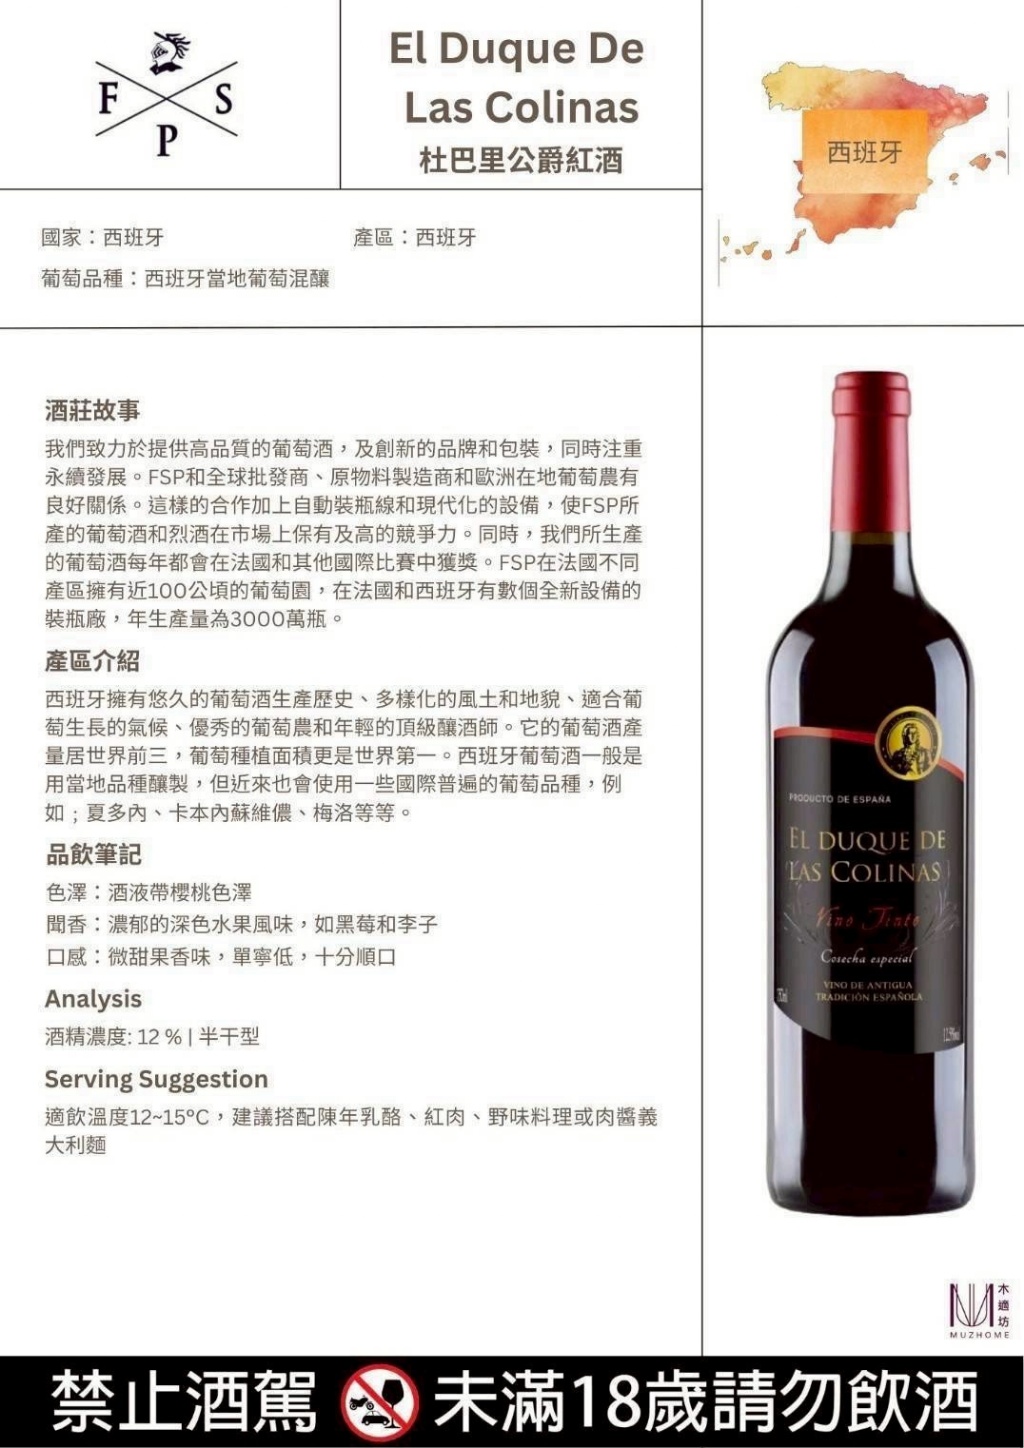 F S
P
El Duque De
Las Colinas
杜巴里公爵紅酒
西班牙
國家：西班牙
產區：西班牙
葡萄品種：西班牙當地葡萄混釀
酒莊故事
我們致力於提供高品質的葡萄酒，及創新的品牌和包裝，同時注重
永續發展。FSP和全球批發商、原物料製造商和歐洲在地葡萄農有
良好關係。這樣的合作加上自動裝瓶線和現代化的設備，使FSP所
產的葡萄酒和烈酒在市場上保有及高的競爭力。同時，我們所生產
的葡萄酒每年都會在法國和其他國際比賽中獲獎。FSP在法國不同
產區擁有近100公頃的葡萄園，在法國和西班牙有數個全新設備的
裝瓶廠，年生產量為3000萬瓶。
產區介紹
西班牙擁有悠久的葡萄酒生產歷史、多樣化的風土和地貌、適合葡
萄生長的氣候、優秀的葡萄農和年輕的頂級釀酒師。它的葡萄酒產
量居世界前三，葡萄種植面積更是世界第一。西班牙葡萄酒一般是
用當地品種釀製，但近來也會使用一些國際普遍的葡萄品種，例
如；夏多內、卡本內蘇維儂、梅洛等等。
品飲筆記
色澤：酒液帶櫻桃色澤
聞香：濃郁的深色水果風味，如黑莓和李子
口感：微甜果香味，單寧低，十分順口
Analysis
酒精濃度: 12 % | 半干型
Serving Suggestion
適飲溫度12~15°C，建議搭配陳年乳酪、紅肉、野味料理或肉醬義
大利麵
PRODUCTO DE ESPAÑA
EL DUQUE DE
LAS COLINAS
Vino Tinto
Cosecha especial
VINO DE ANTIGUA
TRADICIÓN ESPAÑOLA
木適坊
MUZHOME
禁止酒駕 未滿18歲請勿飲酒